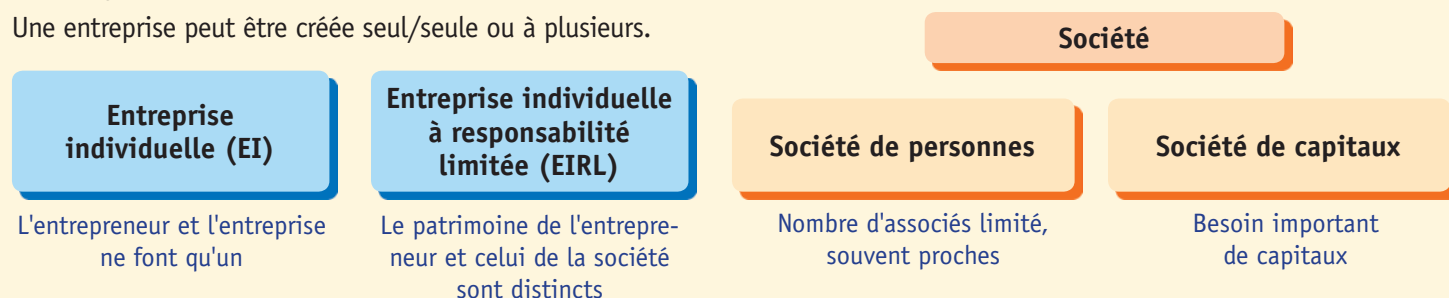 Une entreprise peut être créée seul/seule ou à plusieurs.
Société
Entreprise
individuelle (EI)
Entreprise individuelle
à responsabilité
limitée (EIRL)
Société de personnes
Société de capitaux
L'entrepreneur et l'entreprise
ne font qu'un
Le patrimoine de l'entrepre-
neur et celui de la société
sont distincts
Nombre d'associés limité,
souvent proches
Besoin important
de capitaux